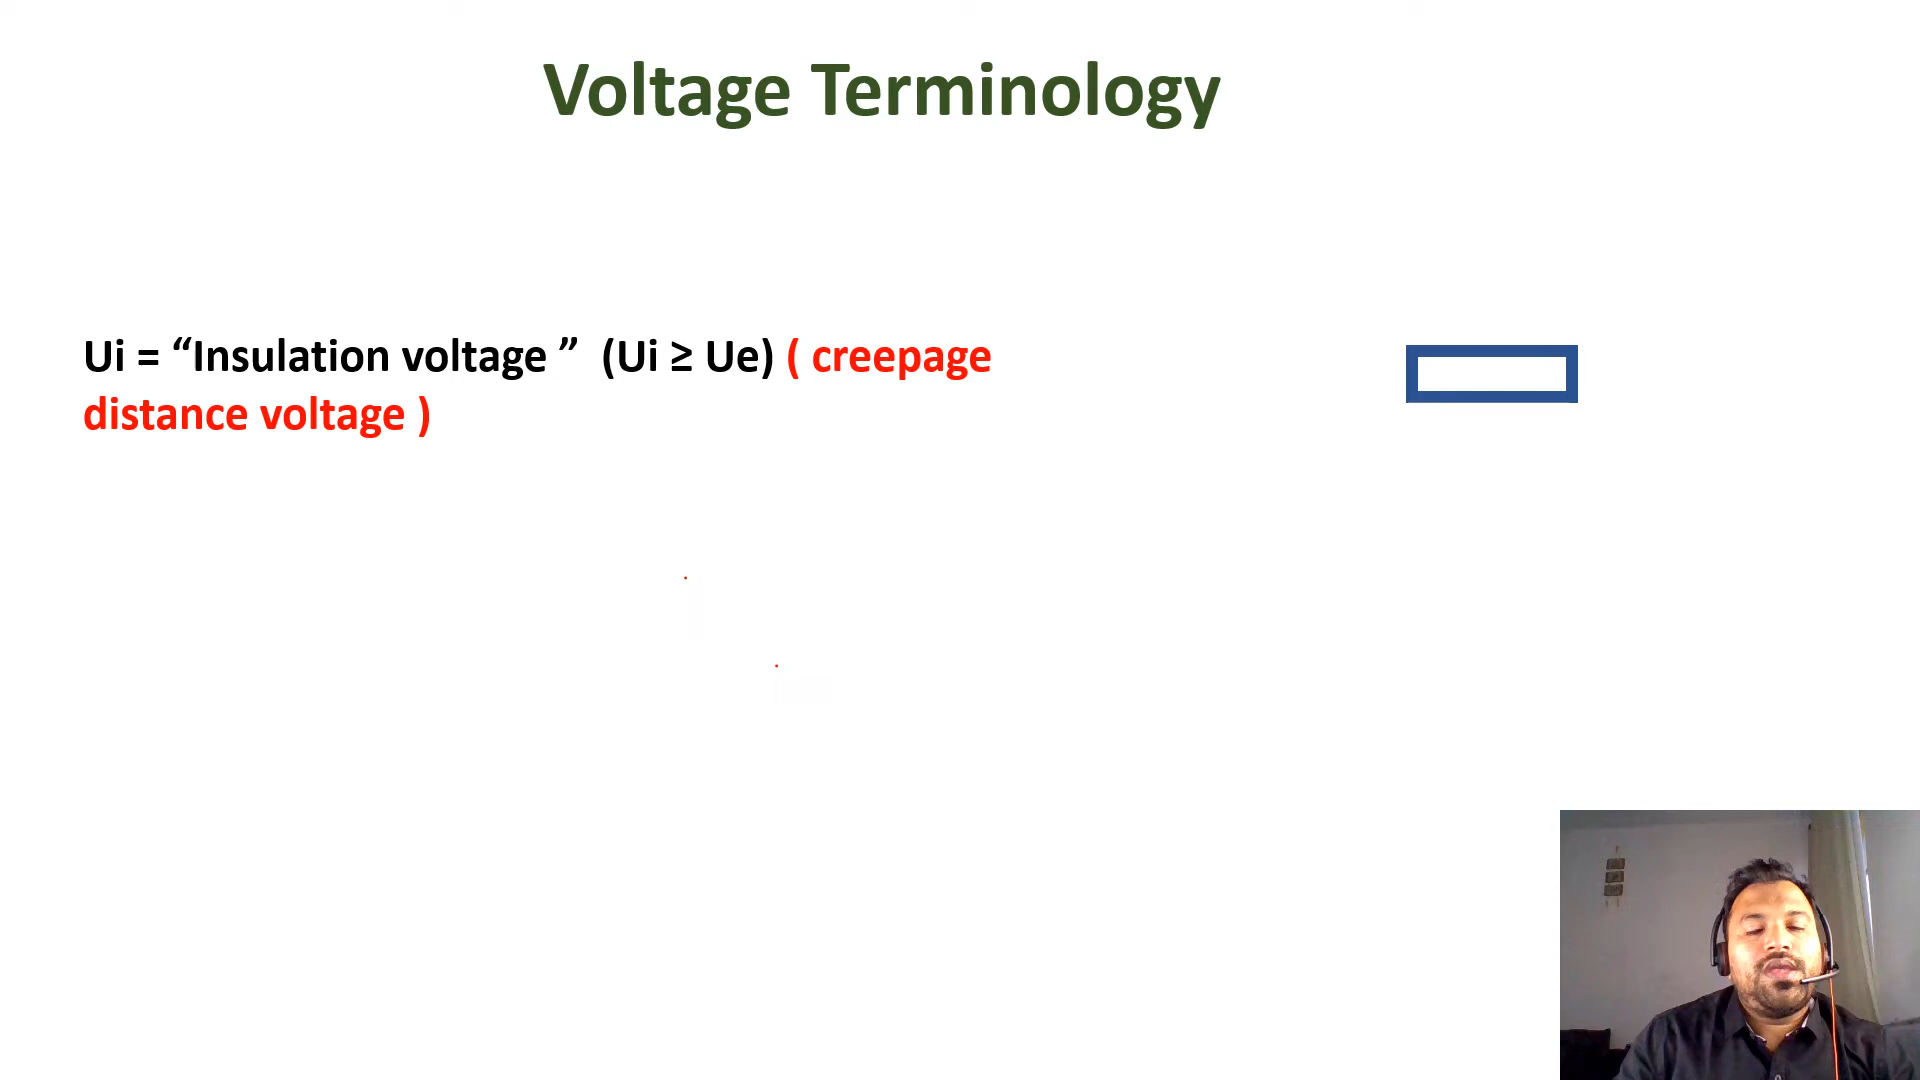 Voltage Terminology
Ui = “Insulation voltage ” (Ui ≥ Ue) ( creepage
distance voltage )